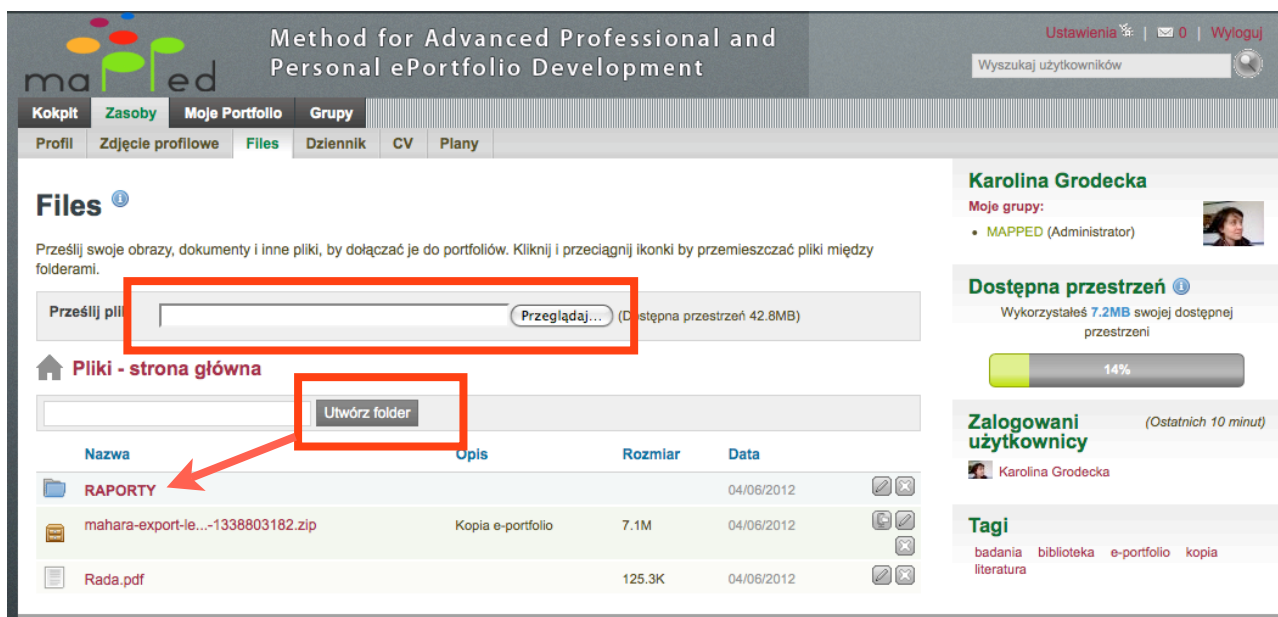 mapped
Method for Advanced Professional and
Personal ePortfolio Development
Ustawienia | 0 | Wyloguj
Wyszukaj użytkowników
Kokpit Zasoby Moje Portfolio Grupy
Profil Zdjęcie profilowe Files Dziennik CV Plany
Files
Prześlij swoje obrazy, dokumenty i inne pliki, by dołączać je do portfoliów. Kliknij i przeciągnij ikonki by przemieszczać pliki między
folderami.
Prześlij plik Przeglądaj... (Dostępna przestrzeń 42.8MB)
Pliki - strona główna
Utwórz folder
Nazwa Opis Rozmiar Data
RAPORTY 04/06/2012
mahara-export-le...-1338803182.zip Kopia e-portfolio 7.1M 04/06/2012
Rada.pdf 125.3K 04/06/2012
Karolina Grodecka
Moje grupy:
• MAPPED (Administrator)
Dostępna przestrzeń
Wykorzystałeś 7.2MB swojej dostępnej
przestrzeni
14%
Zalogowani (Ostatnich 10 minut)
użytkownicy
Karolina Grodecka
Tagi
badania biblioteka e-portfolio kopia
literatura